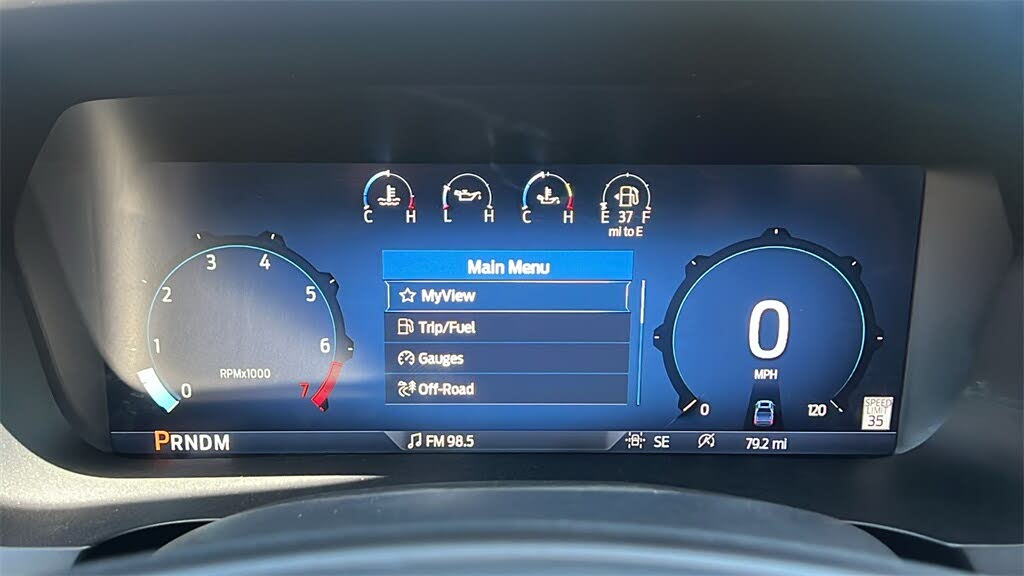 C H
L H
C H
E 37 F
mi to E
Main Menu
MyView
Trip/Fuel
Gauges
Off-Road
0
1
2
3
4
5
6
7
RPMx1000
0
MPH
0
120
SPEED
LIMIT
35
PRNDM
FM 98.5
SE
79.2 mi